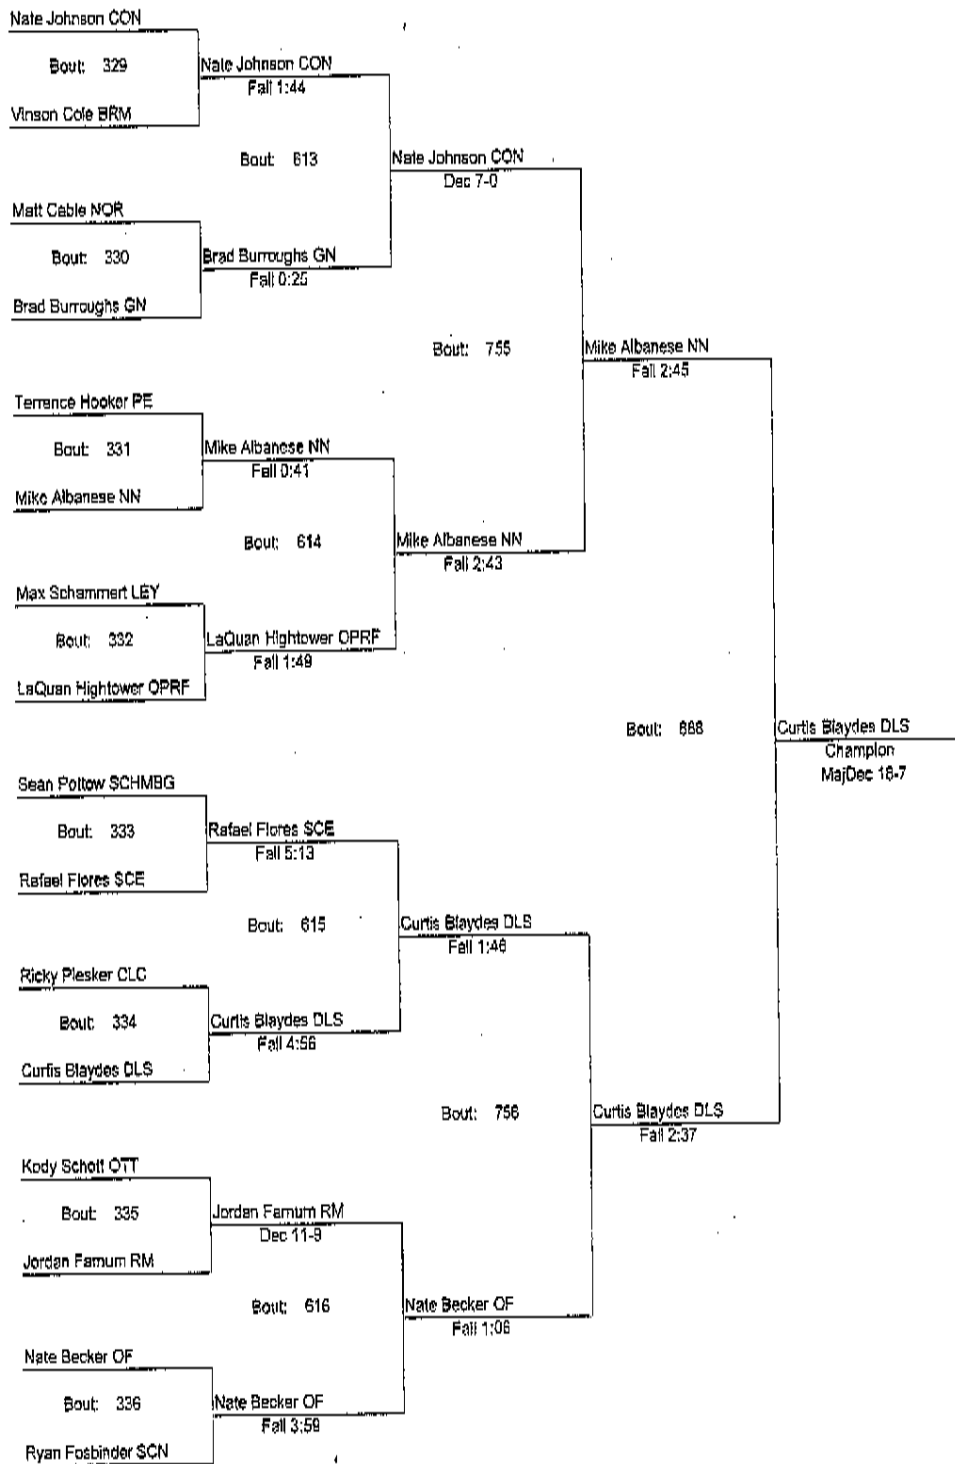 Nate Johnson CON
Bout: 329
Nate Johnson CON
Fall 1:44
Vinson Cole BRM
Bout: 613
Nate Johnson CON
Dec 7-0
Matt Cable NOR
Bout: 330
Brad Burroughs GN
Fall 0:25
Brad Burroughs GN
Bout: 755
Mike Albanese NN
Fall 2:45
Terrence Hooker PE
Bout: 331
Mike Albanese NN
Fall 0:41
Mike Albanese NN
Bout: 614
Mike Albanese NN
Fall 2:43
Max Schammert LEY
Bout: 332
LaQuan Hightower OPRF
Fall 1:49
LaQuan Hightower OPRF
Bout: 888
Curtis Blaydes DLS
Champion
MajDec 18-7
Sean Pottow SCHMBG
Bout: 333
Rafael Flores SCE
Fall 5:13
Rafael Flores SCE
Bout: 615
Curtis Blaydes DLS
Fall 1:46
Ricky Plesker CLC
Bout: 334
Curtis Blaydes DLS
Fall 4:56
Curtis Blaydes DLS
Bout: 756
Curtis Blaydes DLS
Fall 2:37
Kody Schott OTT
Bout: 335
Jordan Farnum RM
Dec 11-9
Jordan Farnum RM
Bout: 616
Nate Becker OF
Fall 1:06
Nate Becker OF
Bout: 336
Nate Becker OF
Fall 3:59
Ryan Fosbinder SCN